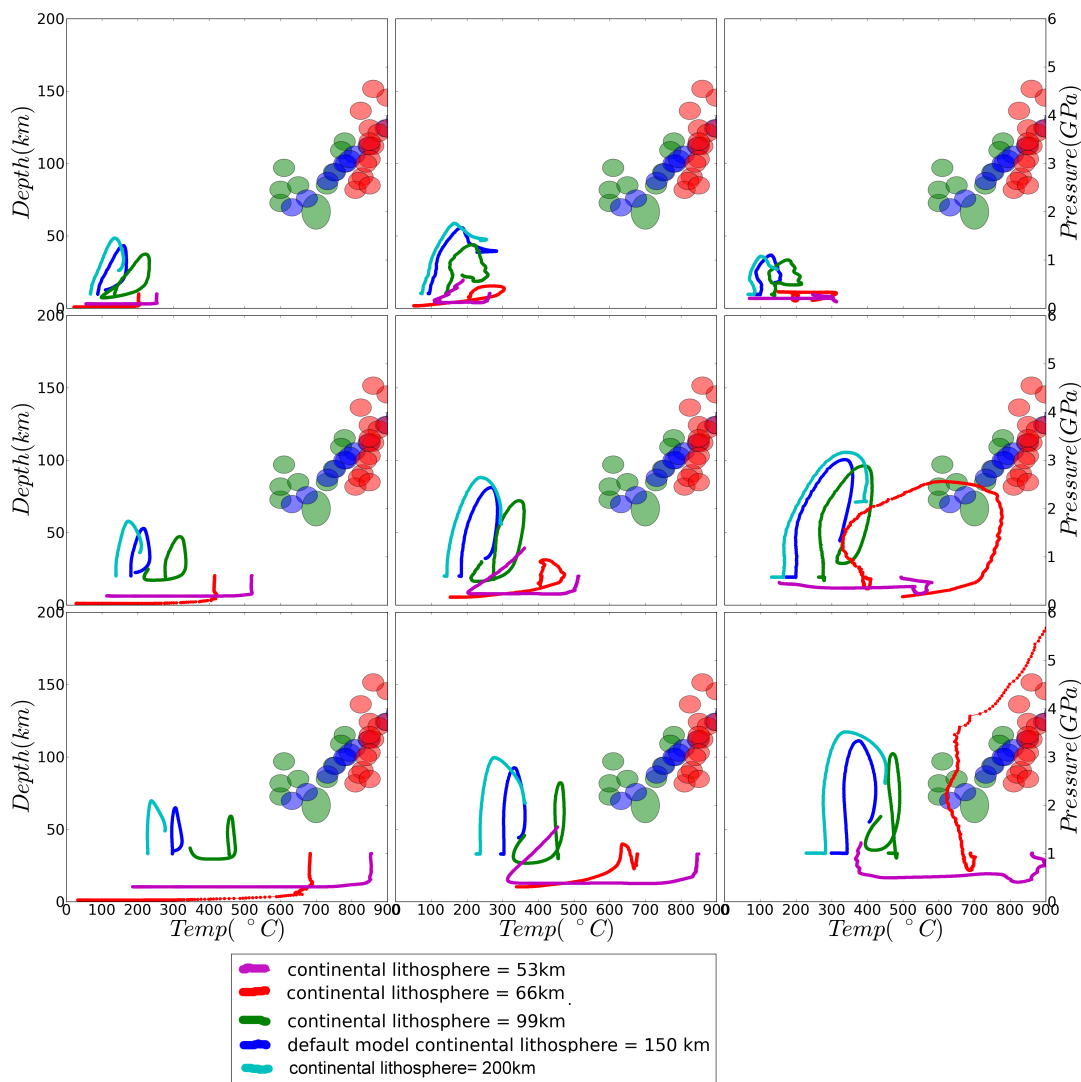 200 6
5
150
4
Depth(km) 100 3 Pressure(GPa)
2
50
1
0 0
200 6
5
150
4
Depth(km) 100 3 Pressure(GPa)
2
50
1
0 0
200 6
5
150
4
Depth(km) 100 3 Pressure(GPa)
2
50
1
0 0
0 100 200 300 400 500 600 700 800 900 0 100 200 300 400 500 600 700 800 900 0 100 200 300 400 500 600 700 800 900
Temp( °C) Temp( °C) Temp( °C)
continental lithosphere = 53km
continental lithosphere = 66km .
continental lithosphere = 99km
default model continental lithosphere = 150 km
continental lithosphere= 200km